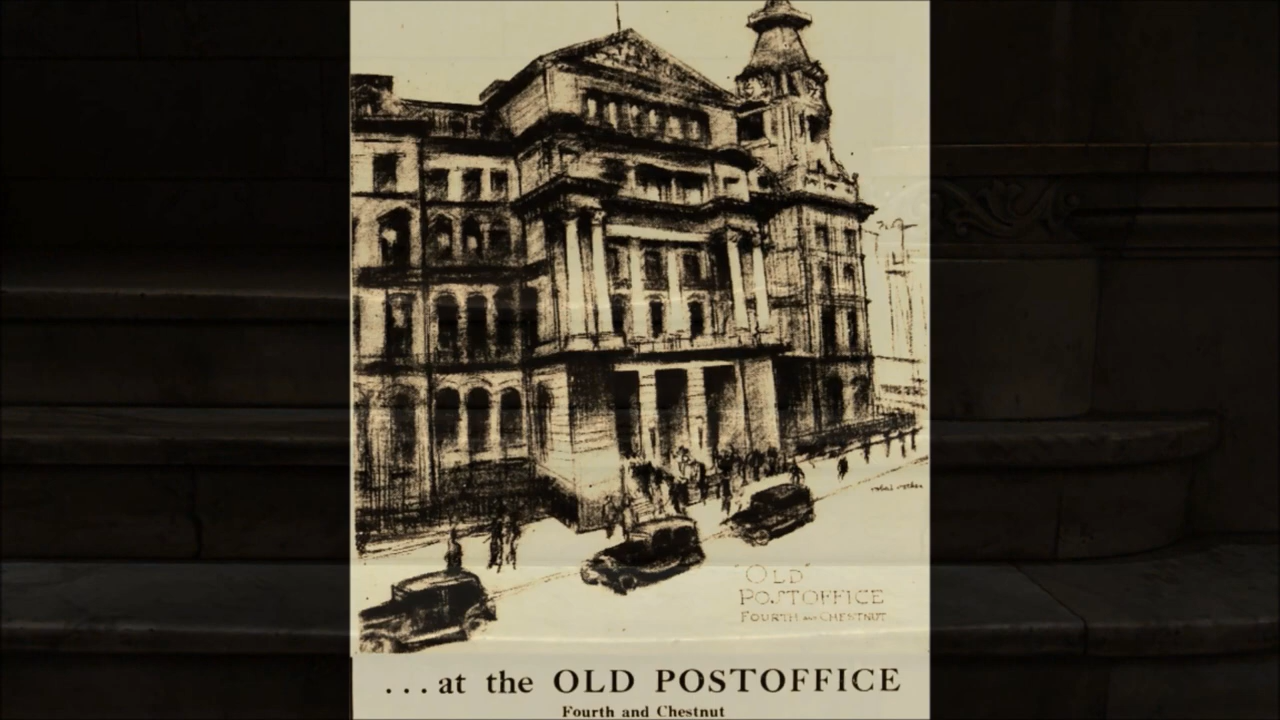 "OLD"
POSTOFFICE
FOURTH AND CHESTNUT
...at the OLD POSTOFFICE
Fourth and Chestnut